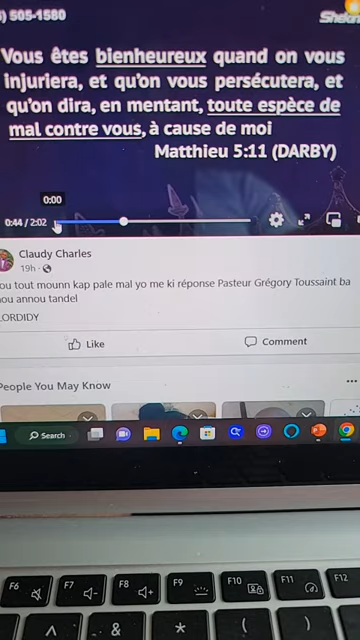 ) 505-1580
Shekin
Vous êtes bienheureux quand on vous
injuriera, et qu'on vous persécutera, et
qu'on dira, en mentant, toute espèce de
mal contre vous, à cause de moi
Matthieu 5:11 (DARBY)
0:00
0:44 / 2:02
Claudy Charles
19h
ou tout mounn kap pale mal yo me ki réponse Pasteur Grégory Toussaint ba
ou annou tandel
LORDIDY
Like
Comment
People You May Know
Search
F6
F7
F8
F9
F10
F11
F12
^
&
*
(
)